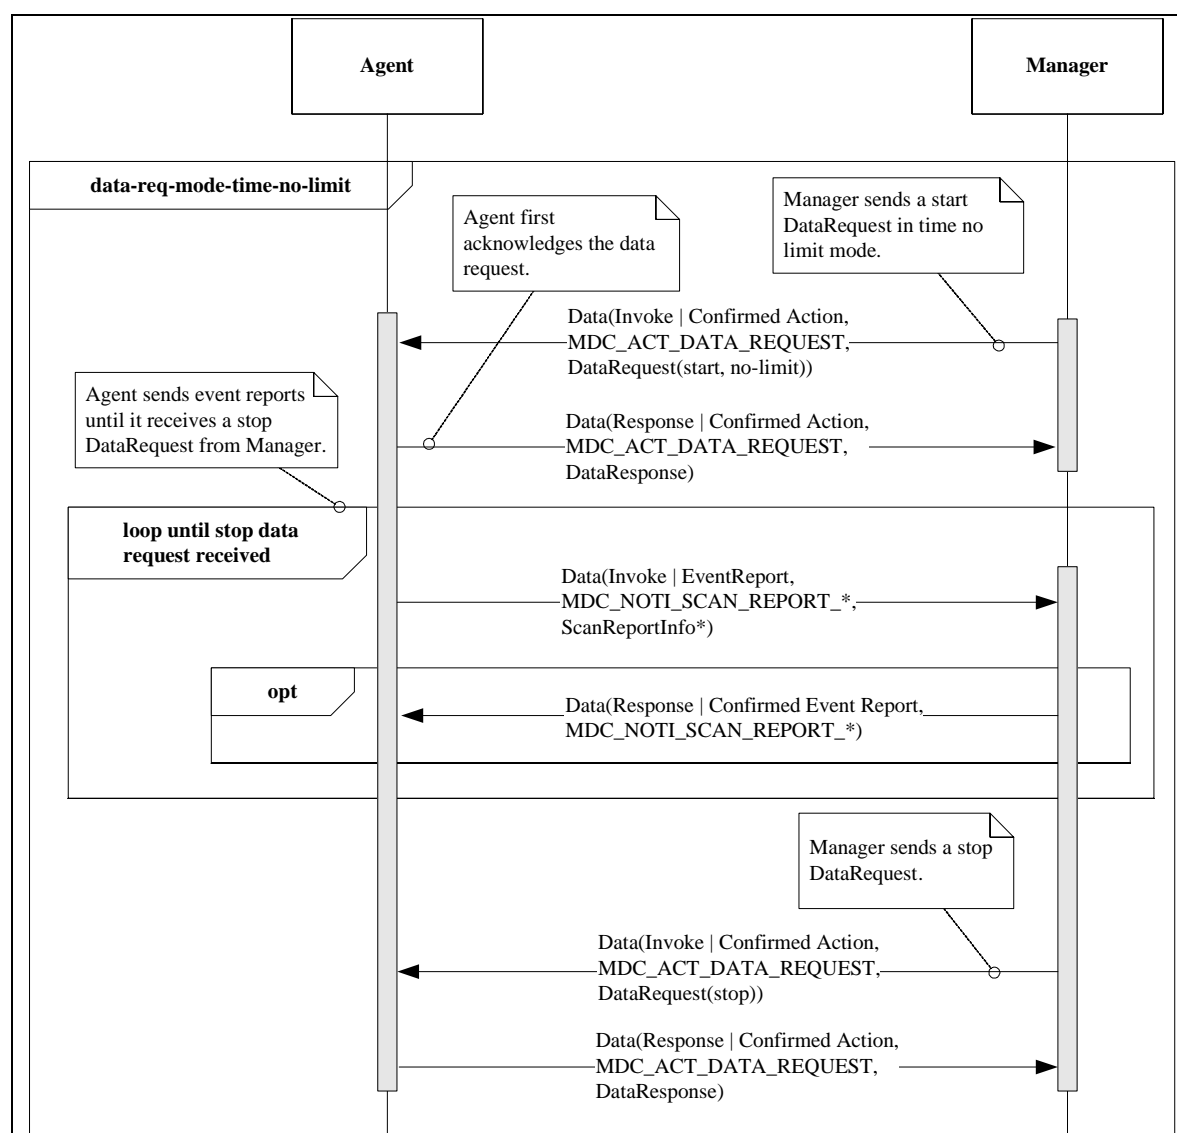 Agent
Manager
data-req-mode-time-no-limit
Agent first
acknowledges the data
request.
Manager sends a start
DataRequest in time no
limit mode.
Data(Invoke | Confirmed Action,
MDC_ACT_DATA_REQUEST,
DataRequest(start, no-limit))
Agent sends event reports
until it receives a stop
DataRequest from Manager.
Data(Response | Confirmed Action,
MDC_ACT_DATA_REQUEST,
DataResponse)
loop until stop data
request received
Data(Invoke | EventReport,
MDC_NOTI_SCAN_REPORT_*,
ScanReportInfo*)
opt
Data(Response | Confirmed Event Report,
MDC_NOTI_SCAN_REPORT_*)
Manager sends a stop
DataRequest.
Data(Invoke | Confirmed Action,
MDC_ACT_DATA_REQUEST,
DataRequest(stop))
Data(Response | Confirmed Action,
MDC_ACT_DATA_REQUEST,
DataResponse)